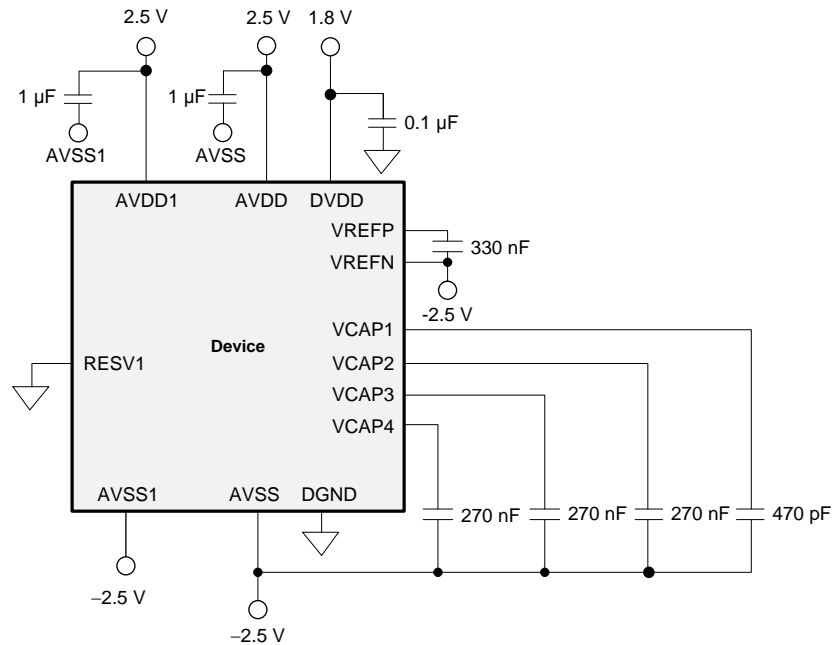 2.5 V 2.5 V 1.8 V
1 µF 1 µF 0.1 µF
AVSS1 AVSS
AVDD1 AVDD DVDD
VREFP
330 nF
VREFN
-2.5 V
VCAP1
Device
RESV1 VCAP2
VCAP3
VCAP4
AVSS1 AVSS DGND
270 nF 270 nF 270 nF 470 pF
–2.5 V
–2.5 V